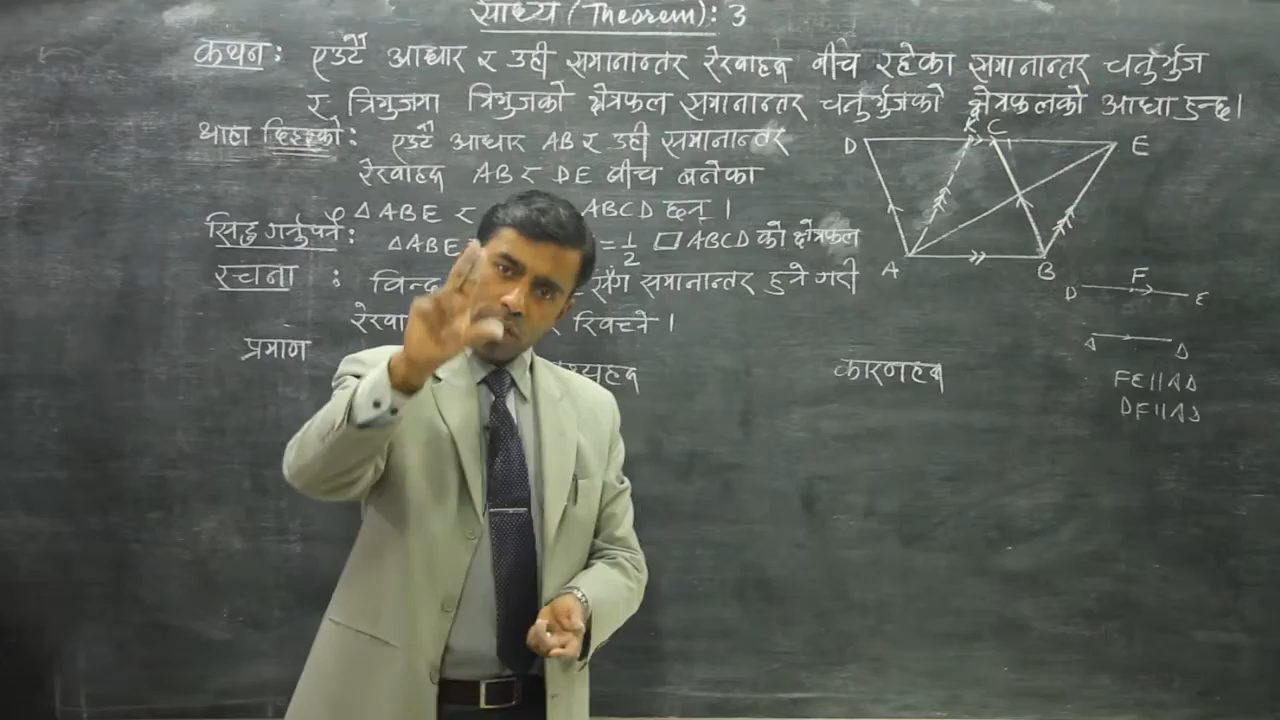 साध्य (Theorem): 3
कथन: एउटै आधार र उही समानान्तर रेखाहरु बीच रहेका समानान्तर चतुर्भुज
र त्रिभुजमा त्रिभुजको क्षेत्रफल समानान्तर चतुर्भुजको क्षेत्रफलको आधा हुन्छ।
थाहा दिइएको: एउटै आधार AB र उही समानान्तर
रेखाहरु AB र DE बीच बनेका
△ABE र ABCD छन्।
सिद्ध गर्नुपर्ने: △ABE = 1/2 ▱ABCD को क्षेत्रफल
रचना : सँग समानान्तर हुने गरी
खिच्ने।
प्रमाण
कारणहरु
D C E
A B
D F E
A
FE||AD
DF||AD